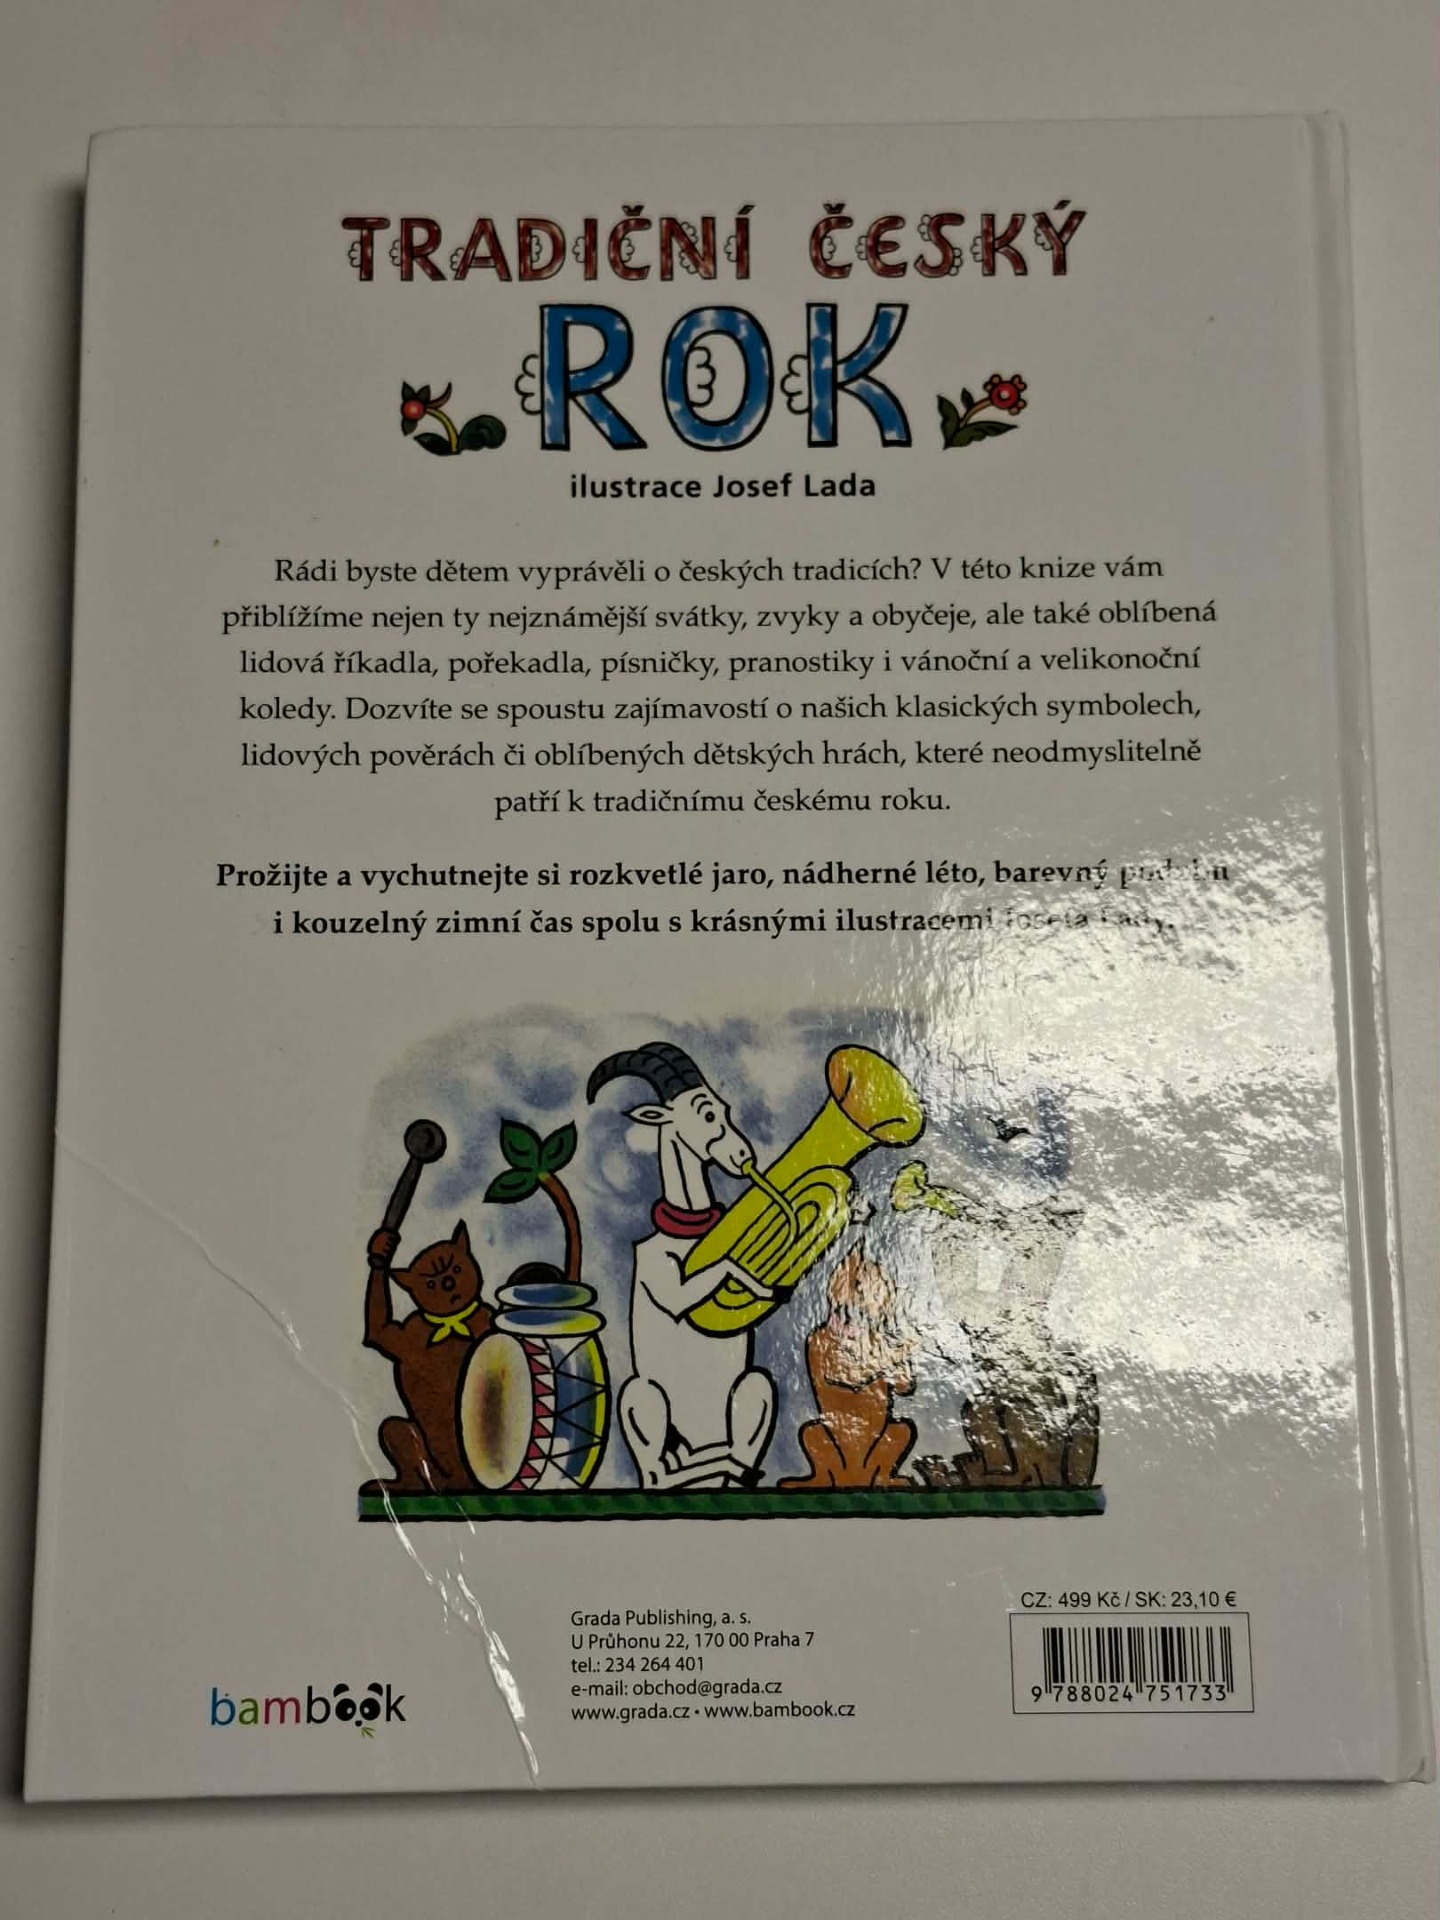 TRADIČNÍ ČESKÝ
ROK
ilustrace Josef Lada
Rádi byste dětem vyprávěli o českých tradicích? V této knize vám
přiblížíme nejen ty nejznámější svátky, zvyky a obyčeje, ale také oblíbená
lidová říkadla, pořekadla, písničky, pranostiky i vánoční a velikonoční
koledy. Dozvíte se spoustu zajímavostí o našich klasických symbolech,
lidových pověrách či oblíbených dětských hrách, které neodmyslitelně
patří k tradičnímu českému roku.
Prožijte a vychutnejte si rozkvetlé jaro, nádherné léto, barevný podzim
i kouzelný zimní čas spolu s krásnými ilustracemi Josefa Lady.
CZ: 499 Kč / SK: 23,10 €
Grada Publishing, a. s.
U Průhonu 22, 170 00 Praha 7
tel.: 234 264 401
e-mail: obchod@grada.cz
www.grada.cz • www.bambook.cz
bambook
9 788024 751733